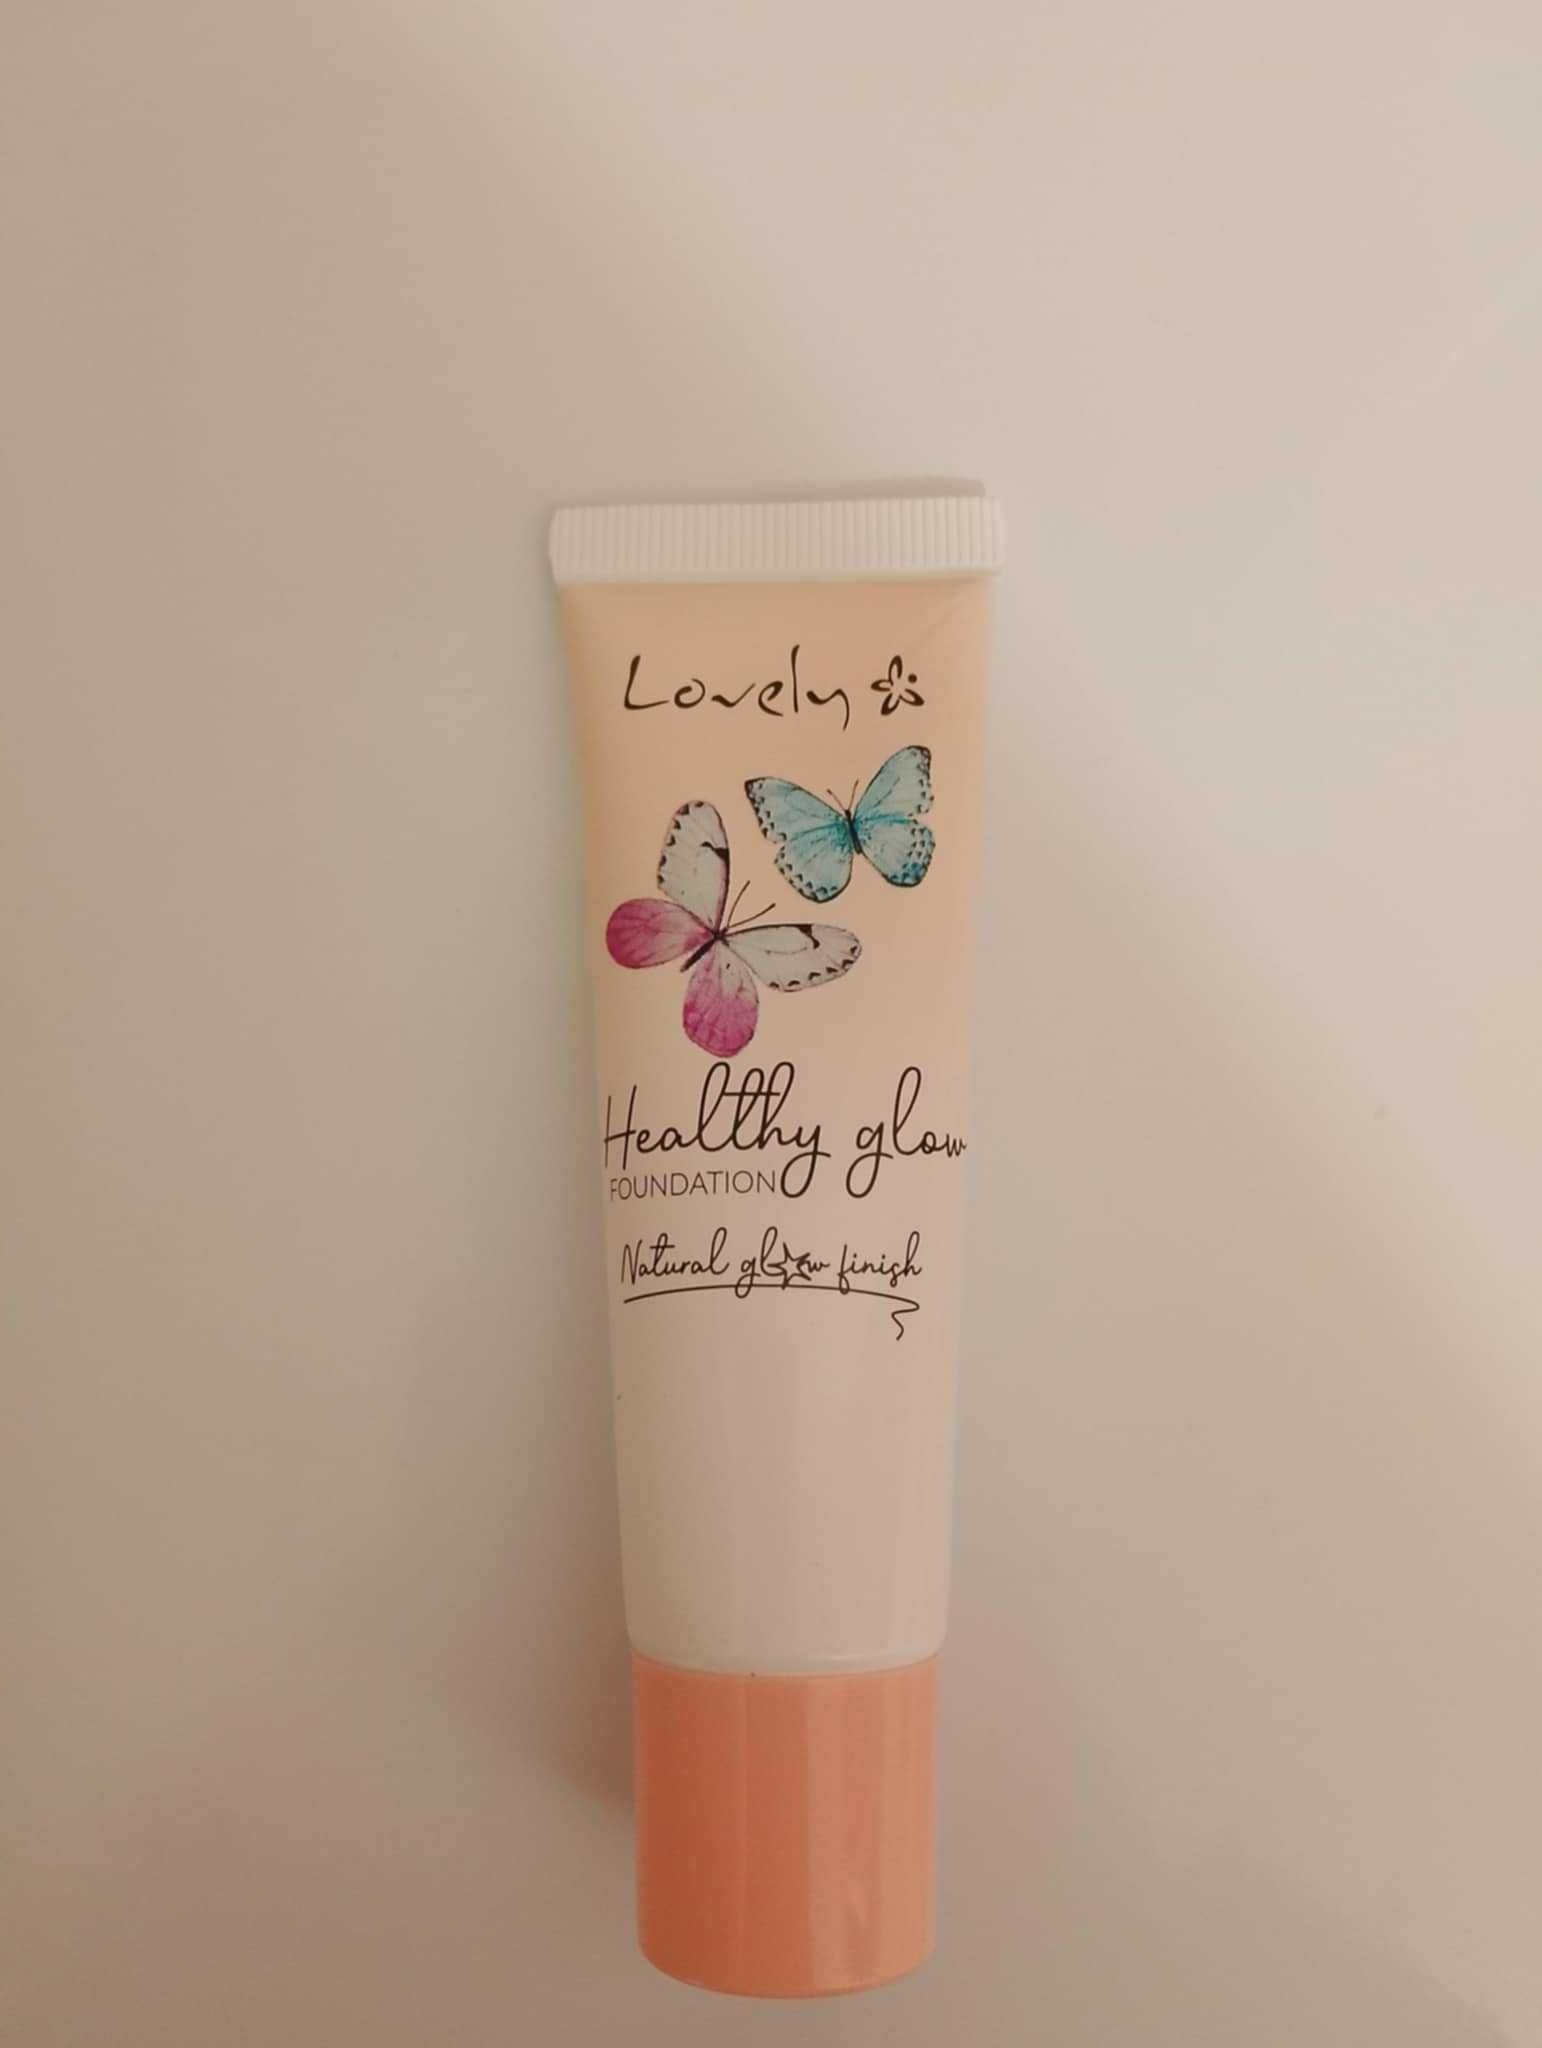 Lovely
Healthy glow
FOUNDATION
Natural glow finish